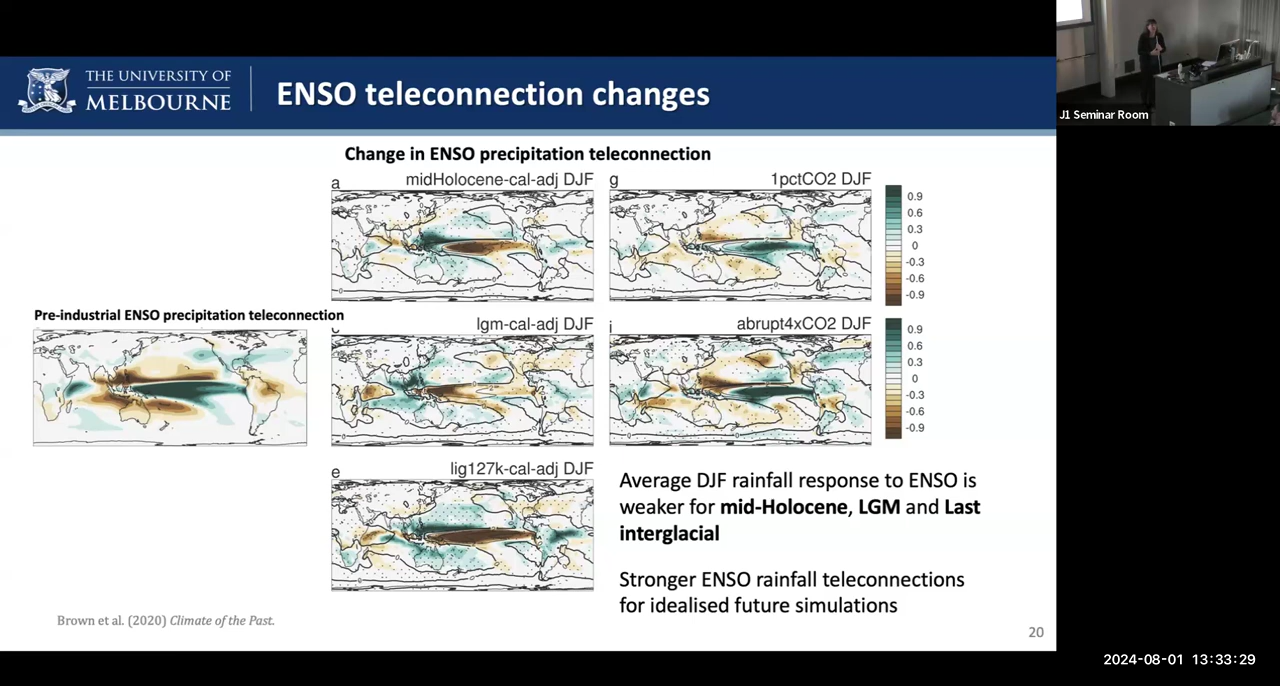 THE UNIVERSITY OF
MELBOURNE
ENSO teleconnection changes
J1 Seminar Room
Change in ENSO precipitation teleconnection
a
midHolocene-cal-adj DJF
g
1pctCO2 DJF
0.9
0.6
0.3
0
-0.3
-0.6
-0.9
Pre-industrial ENSO precipitation teleconnection
lgm-cal-adj DJF
abrupt4xCO2 DJF
0.9
0.6
0.3
0
-0.3
-0.6
-0.9
e
lig127k-cal-adj DJF
Average DJF rainfall response to ENSO is
weaker for mid-Holocene, LGM and Last
interglacial
Stronger ENSO rainfall teleconnections
for idealised future simulations
Brown et al. (2020) Climate of the Past.
20
2024-08-01 13:33:29